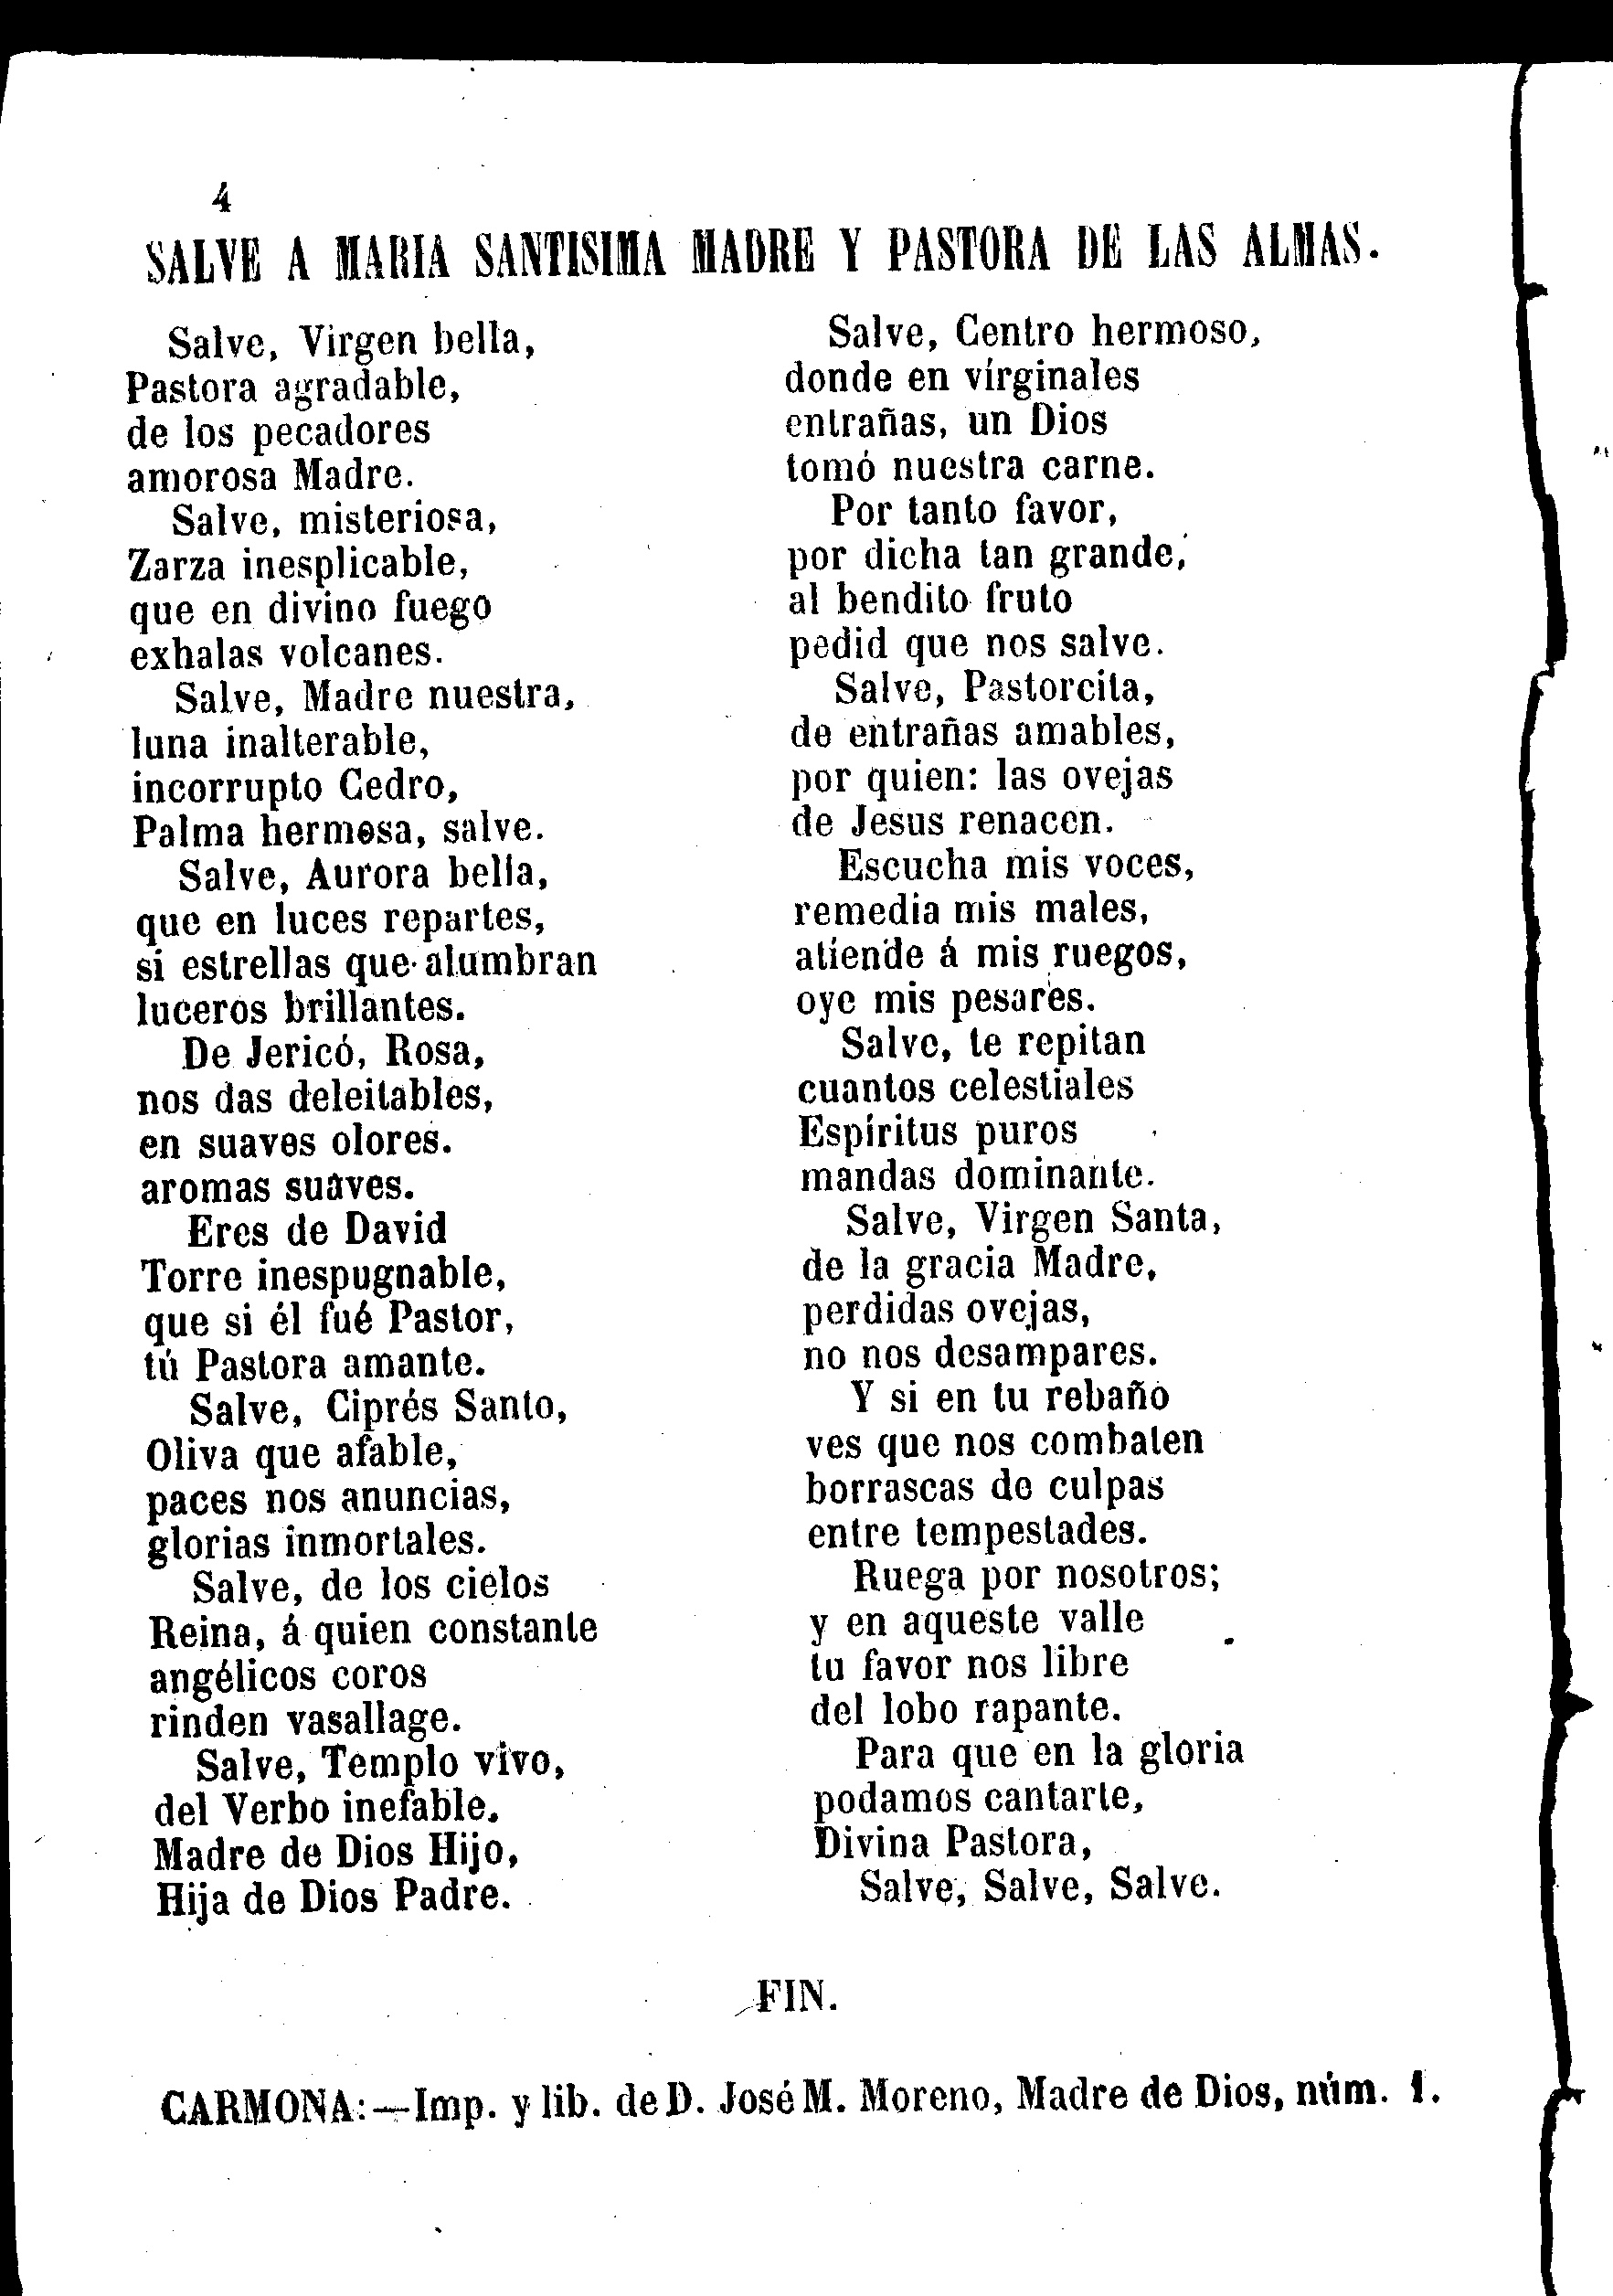 4
SALVE A MARIA SANTISIMA MADRE Y PASTORA DE LAS ALMAS.
Salve, Virgen bella,
Pastora agradable,
de los pecadores
amorosa Madre.
Salve, misteriosa,
Zarza inesplicable,
que en divino fuego
exhalas volcanes.
Salve, Madre nuestra,
luna inalterable,
incorrupto Cedro,
Palma hermosa, salve.
Salve, Aurora bella,
que en luces repartes,
si estrellas que alumbran
luceros brillantes.
De Jericó, Rosa,
nos das deleitables,
en suaves olores.
aromas suaves.
Eres de David
Torre inespugnable,
que si él fué Pastor,
tú Pastora amante.
Salve, Ciprés Santo,
Oliva que afable,
paces nos anuncias,
glorias inmortales.
Salve, de los cielos
Reina, á quien constante
angélicos coros
rinden vasallage.
Salve, Templo vivo,
del Verbo inefable.
Madre de Dios Hijo,
Hija de Dios Padre.
Salve, Centro hermoso,
donde en vírginales
entrañas, un Dios
tomó nuestra carne.
Por tanto favor,
por dicha tan grande,
al bendito fruto
pedid que nos salve.
Salve, Pastorcita,
de entrañas amables,
por quien: las ovejas
de Jesus renacen.
Escucha mis voces,
remedia mis males,
atiende á mis ruegos,
oye mis pesares.
Salve, te repitan
cuantos celestiales
Espíritus puros
mandas dominante.
Salve, Virgen Santa,
de la gracia Madre,
perdidas ovejas,
no nos desampares.
Y si en tu rebaño
ves que nos combaten
borrascas de culpas
entre tempestades.
Ruega por nosotros;
y en aqueste valle
tu favor nos libre
del lobo rapante.
Para que en la gloria
podamos cantarte,
Divina Pastora,
Salve, Salve, Salve.
FIN.
CARMONA:—Imp. y lib. de D. José M. Moreno, Madre de Dios, núm. 1.